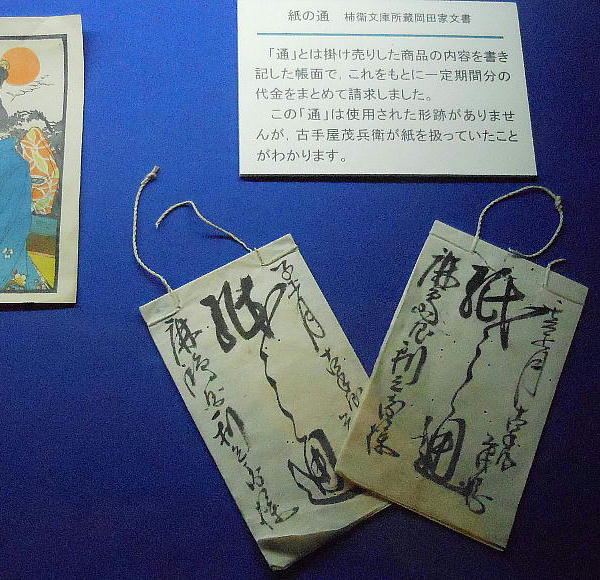 紙の通 柿衞文庫所蔵岡田家文書
「通」とは掛け売りした商品の内容を書き
記した帳面で，これをもとに一定期間分の
代金をまとめて請求しました。
この「通」は使用された形跡がありませ
んが，古手屋茂兵衛が紙を扱っていたこと
がわかります。
紙之通
紙之通